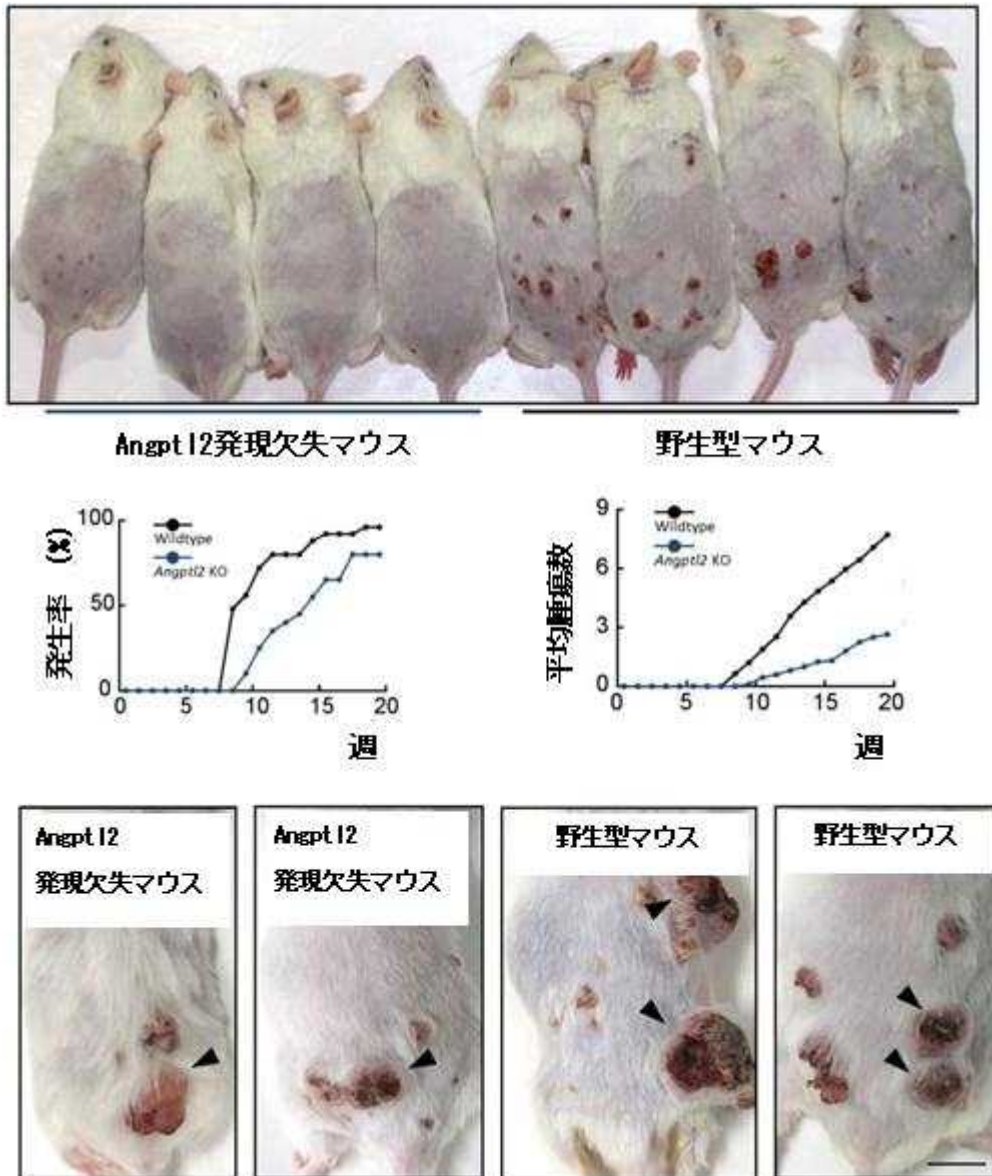 Angptl2発現欠失マウス
野生型マウス
発生率 (%)
100
50
0
Wildtype
Angptl2 KO
0 5 10 15 20
週
平均腫瘍数
9
6
3
0
Wildtype
Angptl2 KO
0 5 10 15 20
週
Angptl2
発現欠失マウス
Angptl2
発現欠失マウス
野生型マウス
野生型マウス